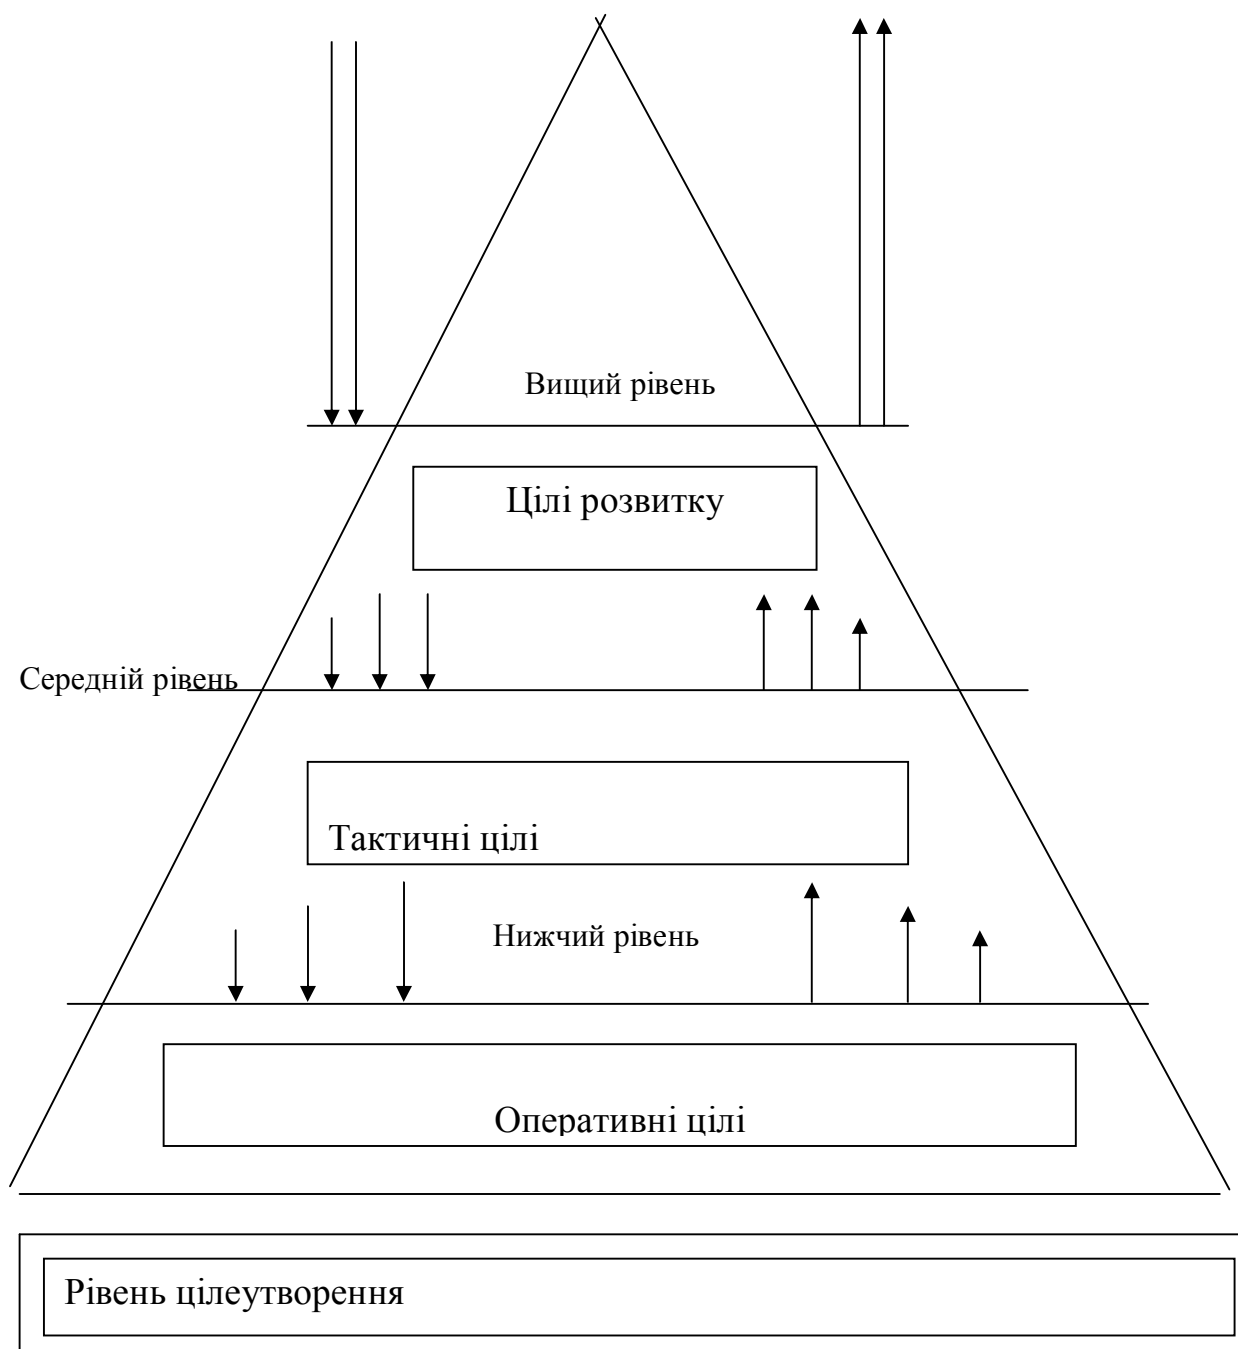 Вищий рівень
Цілі розвитку
Середній рівень
Тактичні цілі
Нижчий рівень
Оперативні цілі
Рівень цілеутворення